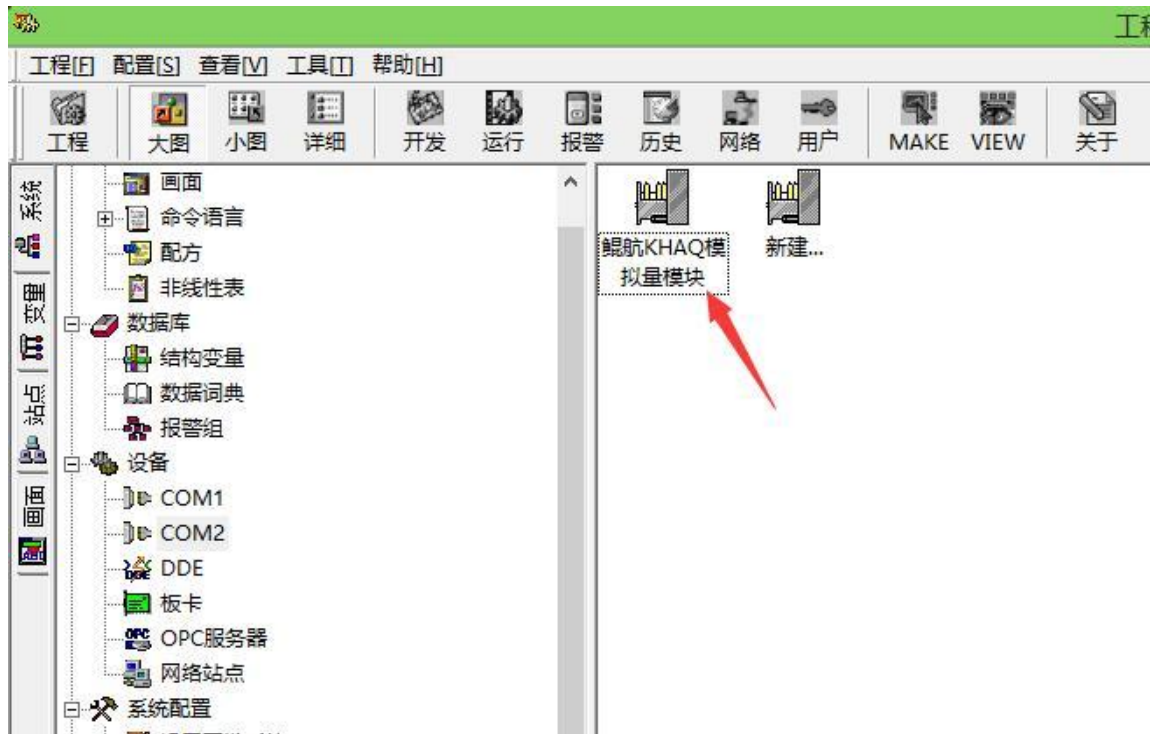 工程
工程[F] 配置[S] 查看[V] 工具[T] 帮助[H]
工程 大图 小图 详细 开发 运行 报警 历史 网络 用户 MAKE VIEW 关于
系统
变量
站点
画面
画面
命令语言
配方
非线性表
数据库
结构变量
数据词典
报警组
设备
COM1
COM2
DDE
板卡
OPC服务器
网络站点
系统配置
鲲航KHAQ模
拟量模块
新建...